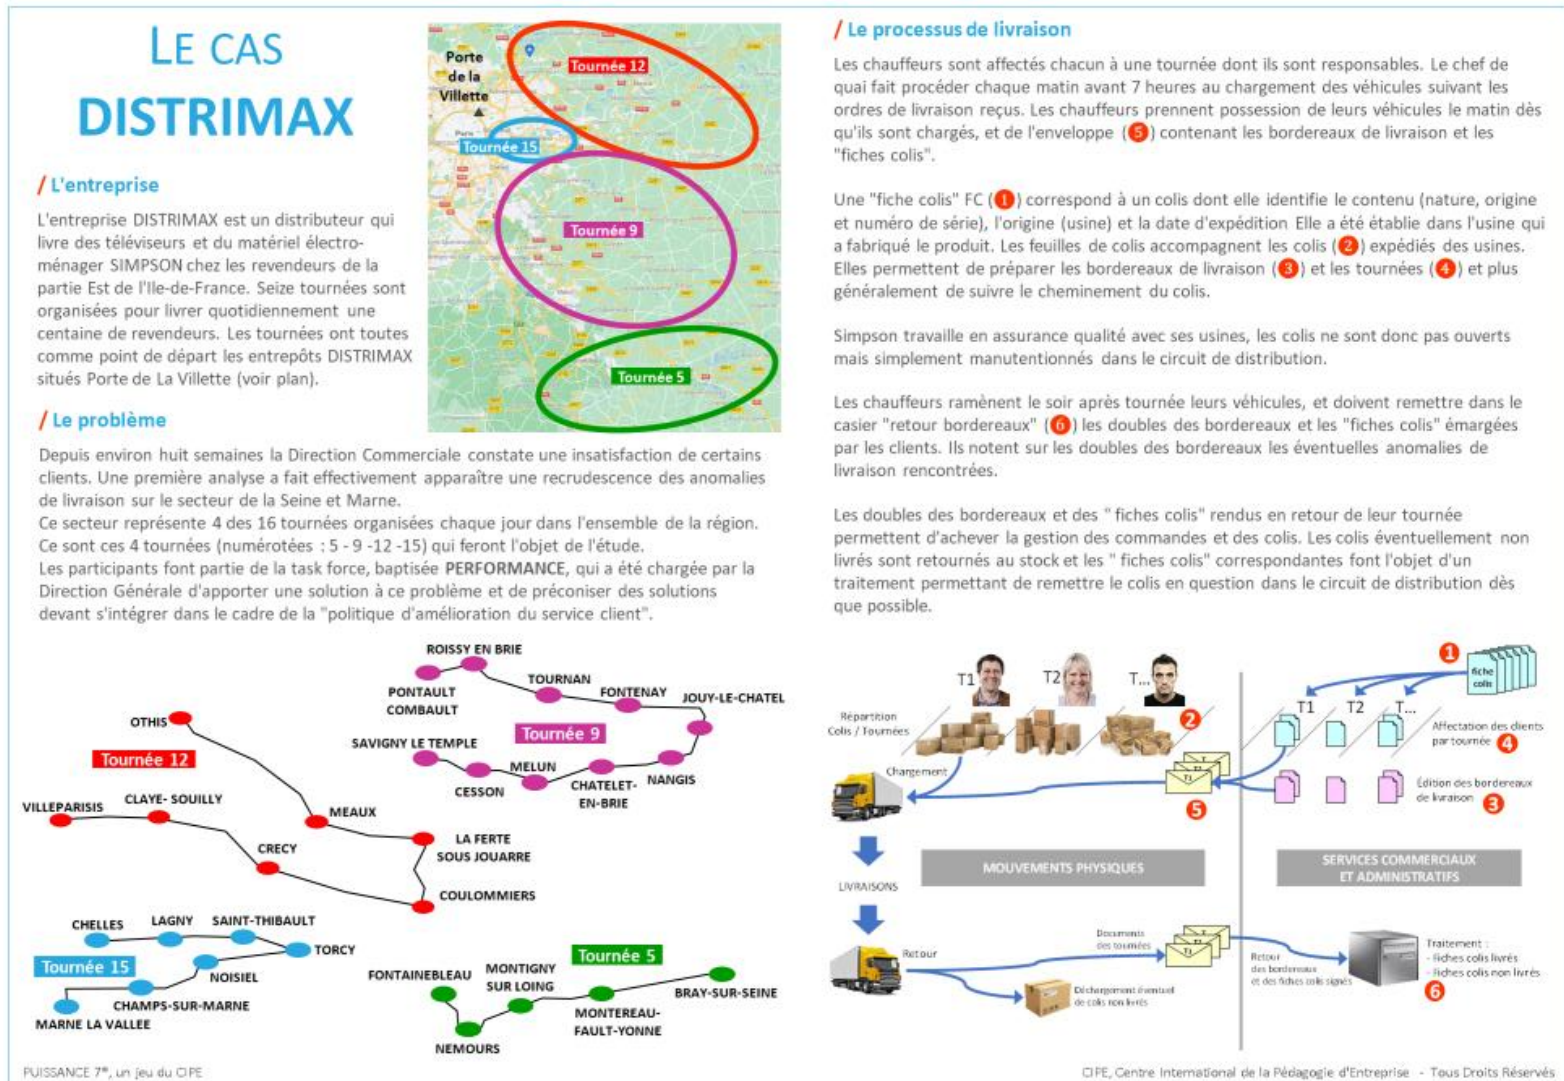 LE CAS
DISTRIMAX
/ L'entreprise
L'entreprise DISTRIMAX est un distributeur qui
livre des téléviseurs et du matériel électro-
ménager SIMPSON chez les revendeurs de la
partie Est de l'Ile-de-France. Seize tournées sont
organisées pour livrer quotidiennement une
centaine de revendeurs. Les tournées ont toutes
comme point de départ les entrepôts DISTRIMAX
situés Porte de La Villette (voir plan).
Porte
de la
Villette
Paris
Tournée 12
Tournée 15
Tournée 9
Tournée 5
/ Le problème
Depuis environ huit semaines la Direction Commerciale constate une insatisfaction de certains
clients. Une première analyse a fait effectivement apparaître une recrudescence des anomalies
de livraison sur le secteur de la Seine et Marne.
Ce secteur représente 4 des 16 tournées organisées chaque jour dans l'ensemble de la région.
Ce sont ces 4 tournées (numérotées : 5 - 9 -12 -15) qui feront l'objet de l'étude.
Les participants font partie de la task force, baptisée PERFORMANCE, qui a été chargée par la
Direction Générale d'apporter une solution à ce problème et de préconiser des solutions
devant s'intégrer dans le cadre de la "politique d'amélioration du service client".
ROISSY EN BRIE
PONTAULT
COMBAULT
TOURNAN
FONTENAY
JOUY-LE-CHATEL
SAVIGNY LE TEMPLE
Tournée 9
CESSON
MELUN
CHATELET-
EN-BRIE
NANGIS
OTHIS
Tournée 12
VILLEPARISIS
CLAYE- SOUILLY
MEAUX
CRECY
LA FERTE
SOUS JOUARRE
COULOMMIERS
CHELLES
LAGNY
SAINT-THIBAULT
TORCY
Tournée 15
NOISIEL
CHAMPS-SUR-MARNE
MARNE LA VALLEE
Tournée 5
FONTAINEBLEAU
MONTIGNY
SUR LOING
BRAY-SUR-SEINE
MONTEREAU-
FAULT-YONNE
NEMOURS
PUISSANCE 7®, un jeu du CIPE
/ Le processus de livraison
Les chauffeurs sont affectés chacun à une tournée dont ils sont responsables. Le chef de
quai fait procéder chaque matin avant 7 heures au chargement des véhicules suivant les
ordres de livraison reçus. Les chauffeurs prennent possession de leurs véhicules le matin dès
qu'ils sont chargés, et de l'enveloppe (5) contenant les bordereaux de livraison et les
"fiches colis".
Une "fiche colis" FC (1) correspond à un colis dont elle identifie le contenu (nature, origine
et numéro de série), l'origine (usine) et la date d'expédition Elle a été établie dans l'usine qui
a fabriqué le produit. Les feuilles de colis accompagnent les colis (2) expédiés des usines.
Elles permettent de préparer les bordereaux de livraison (3) et les tournées (4) et plus
généralement de suivre le cheminement du colis.
Simpson travaille en assurance qualité avec ses usines, les colis ne sont donc pas ouverts
mais simplement manutentionnés dans le circuit de distribution.
Les chauffeurs ramènent le soir après tournée leurs véhicules, et doivent remettre dans le
casier "retour bordereaux" (6) les doubles des bordereaux et les "fiches colis" émargées
par les clients. Ils notent sur les doubles des bordereaux les éventuelles anomalies de
livraison rencontrées.
Les doubles des bordereaux et des " fiches colis" rendus en retour de leur tournée
permettent d'achever la gestion des commandes et des colis. Les colis éventuellement non
livrés sont retournés au stock et les " fiches colis" correspondantes font l'objet d'un
traitement permettant de remettre le colis en question dans le circuit de distribution dès
que possible.
T1
T2
T...
1
fiche
colis
Répartition
Colis / Tournées
2
T1
T2
T...
Affectation des clients
par tournée 4
Chargement
T1
5
Édition des bordereaux
de livraison 3
MOUVEMENTS PHYSIQUES
SERVICES COMMERCIAUX
ET ADMINISTRATIFS
LIVRAISONS
Retour
Documents
des tournées
T1
Déchargement éventuel
de colis non livrés
Retour
des bordereaux
et des fiches colis signés
Traitement :
- fiches colis livrés
- fiches colis non livrés
6
CIPE, Centre International de la Pédagogie d'Entreprise - Tous Droits Réservés